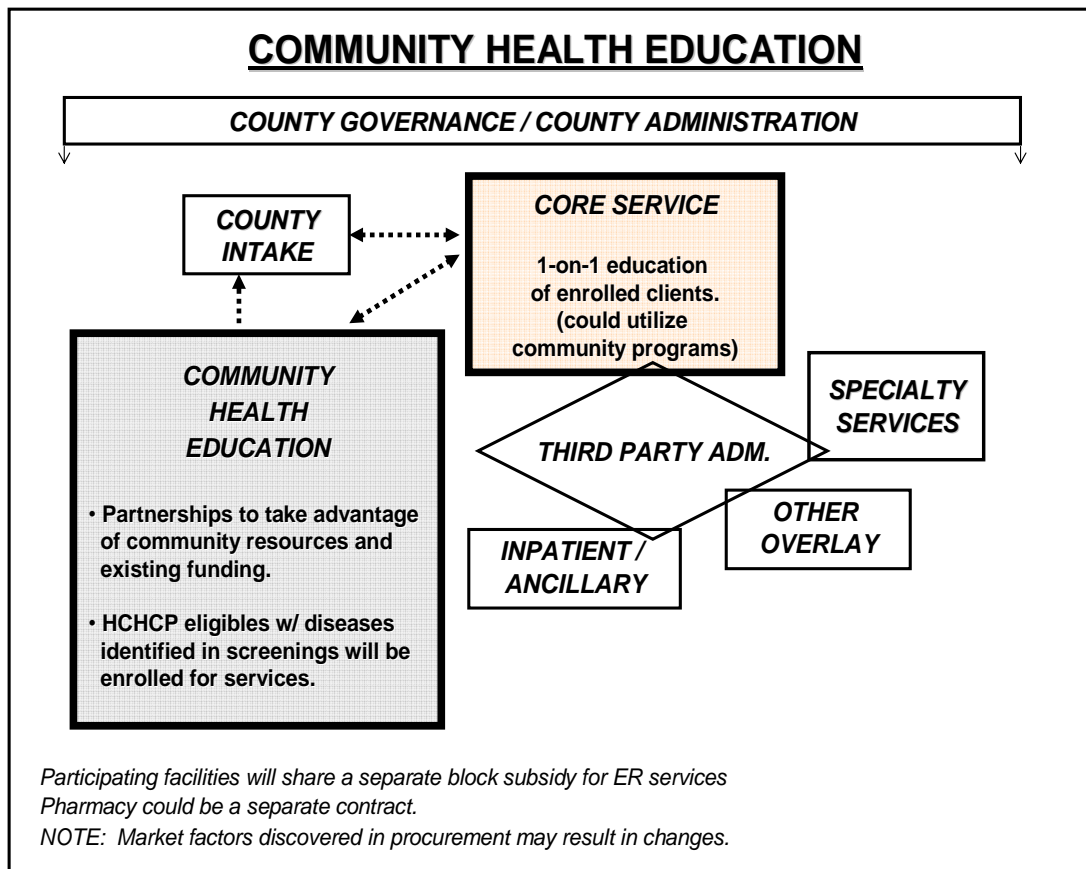 COMMUNITY HEALTH EDUCATION
COUNTY GOVERNANCE / COUNTY ADMINISTRATION
COUNTY
INTAKE
CORE SERVICE
1-on-1 education
of enrolled clients.
(could utilize
community programs)
COMMUNITY
HEALTH
EDUCATION
• Partnerships to take advantage
of community resources and
existing funding.
• HCHCP eligibles w/ diseases
identified in screenings will be
enrolled for services.
THIRD PARTY ADM.
SPECIALTY
SERVICES
OTHER
OVERLAY
INPATIENT /
ANCILLARY
Participating facilities will share a separate block subsidy for ER services
Pharmacy could be a separate contract.
NOTE: Market factors discovered in procurement may result in changes.